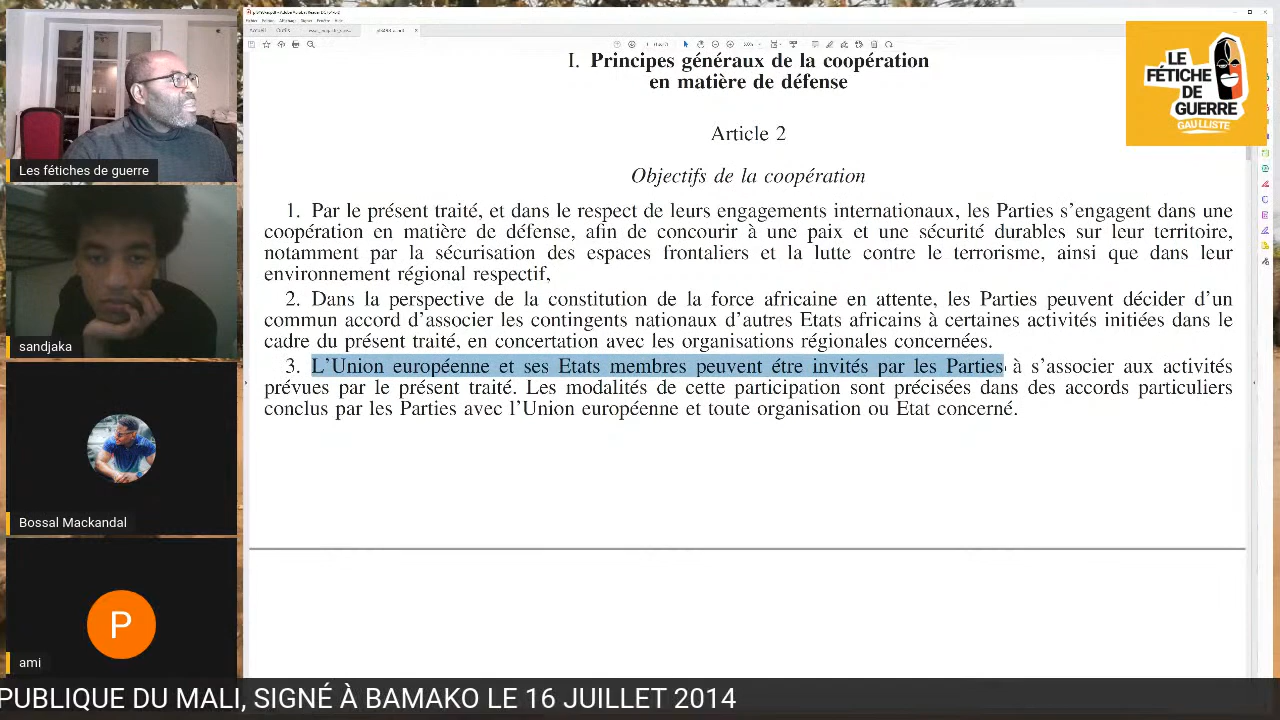 I. Principes généraux de la coopération
en matière de défense
LE
FÉTICHE
DE
GUERRE
GAULLISTE
Article 2
Objectifs de la coopération
Les fétiches de guerre
1. Par le présent traité, et dans le respect de leurs engagements internationaux, les Parties s'engagent dans une
coopération en matière de défense, afin de concourir à une paix et une sécurité durables sur leur territoire,
notamment par la sécurisation des espaces frontaliers et la lutte contre le terrorisme, ainsi que dans leur
environnement régional respectif,
2. Dans la perspective de la constitution de la force africaine en attente, les Parties peuvent décider d'un
commun accord d'associer les contingents nationaux d'autres Etats africains à certaines activités initiées dans le
cadre du présent traité, en concertation avec les organisations régionales concernées.
sandjaka
3. L'Union européenne et ses Etats membres peuvent étre invités par les Parties à s'associer aux activités
prévues par le présent traité. Les modalités de cette participation sont précisées dans des accords particuliers
conclus par les Parties avec l'Union européenne et toute organisation ou Etat concerné.
Bossal Mackandal
P
ami
PUBLIQUE DU MALI, SIGNÉ À BAMAKO LE 16 JUILLET 2014